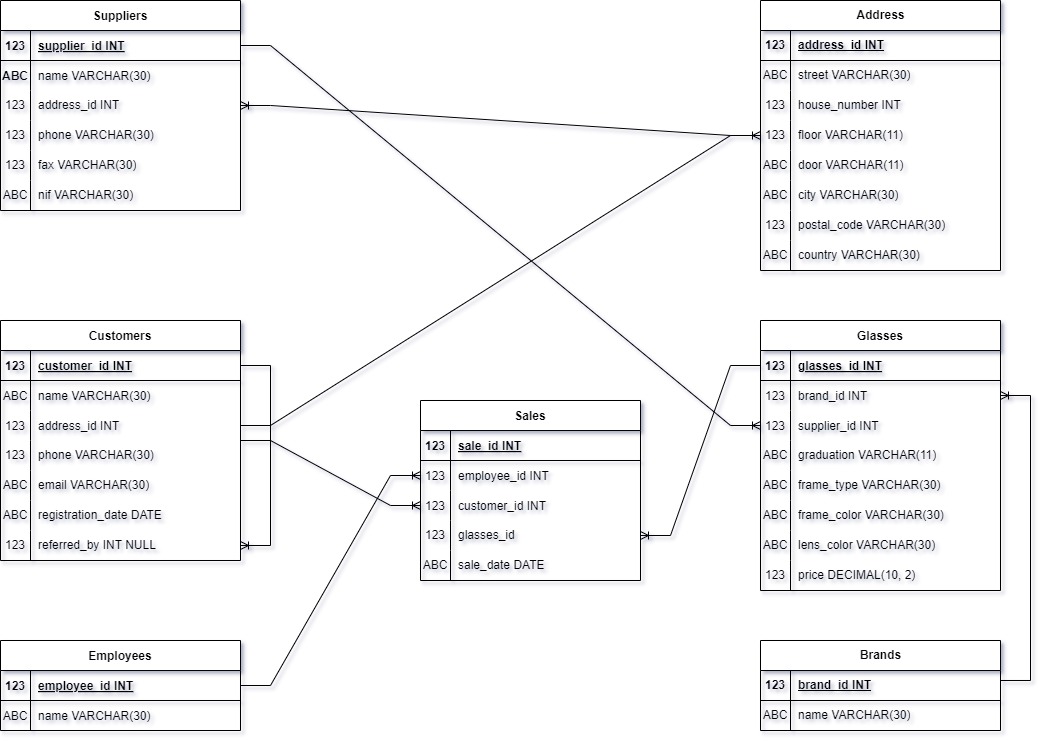 Suppliers
123 supplier_id INT
ABC name VARCHAR(30)
123 address_id INT
123 phone VARCHAR(30)
123 fax VARCHAR(30)
ABC nif VARCHAR(30)
Address
123 address_id INT
ABC street VARCHAR(30)
123 house_number INT
123 floor VARCHAR(11)
ABC door VARCHAR(11)
ABC city VARCHAR(30)
123 postal_code VARCHAR(30)
ABC country VARCHAR(30)
Customers
123 customer_id INT
ABC name VARCHAR(30)
123 address_id INT
123 phone VARCHAR(30)
ABC email VARCHAR(30)
ABC registration_date DATE
123 referred_by INT NULL
Sales
123 sale_id INT
123 employee_id INT
123 customer_id INT
123 glasses_id
ABC sale_date DATE
Glasses
123 glasses_id INT
123 brand_id INT
123 supplier_id INT
ABC graduation VARCHAR(11)
ABC frame_type VARCHAR(30)
ABC frame_color VARCHAR(30)
ABC lens_color VARCHAR(30)
123 price DECIMAL(10, 2)
Employees
123 employee_id INT
ABC name VARCHAR(30)
Brands
123 brand_id INT
ABC name VARCHAR(30)